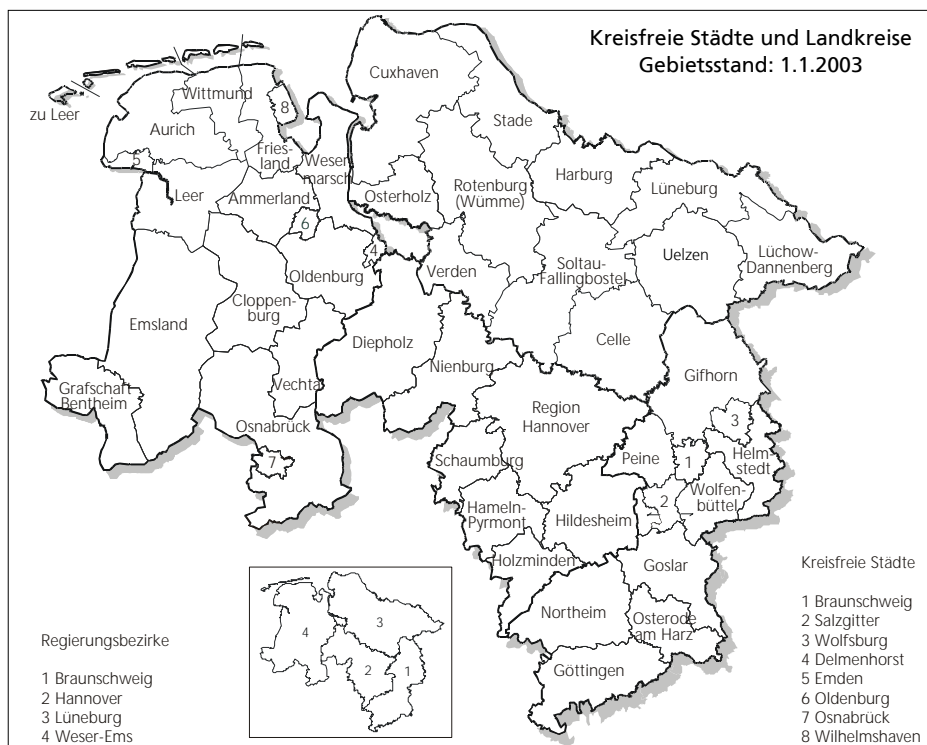 Kreisfreie Städte und Landkreise
Gebietsstand: 1.1.2003
zu Leer
Wittmund
Aurich
8
5
Fries-
land
Weser-
marsch
Cuxhaven
Stade
Leer
Ammerland
6
Osterholz
Rotenburg
(Wümme)
Harburg
Lüneburg
4
Oldenburg
Verden
Soltau-
Fallingbostel
Uelzen
Lüchow-
Dannenberg
Emsland
Cloppen-
burg
Diepholz
Celle
Nienburg
Gifhorn
Grafschaft
Bentheim
Vechta
Osnabrück
7
Region
Hannover
3
Schaumburg
Peine
1
Helm-
stedt
Hameln-
Pyrmont
Hildesheim
2
Wolfen-
büttel
Holzminden
Goslar
Northeim
Osterode
am Harz
Göttingen
Regierungsbezirke
1 Braunschweig
2 Hannover
3 Lüneburg
4 Weser-Ems
4
3
2
1
Kreisfreie Städte
1 Braunschweig
2 Salzgitter
3 Wolfsburg
4 Delmenhorst
5 Emden
6 Oldenburg
7 Osnabrück
8 Wilhelmshaven